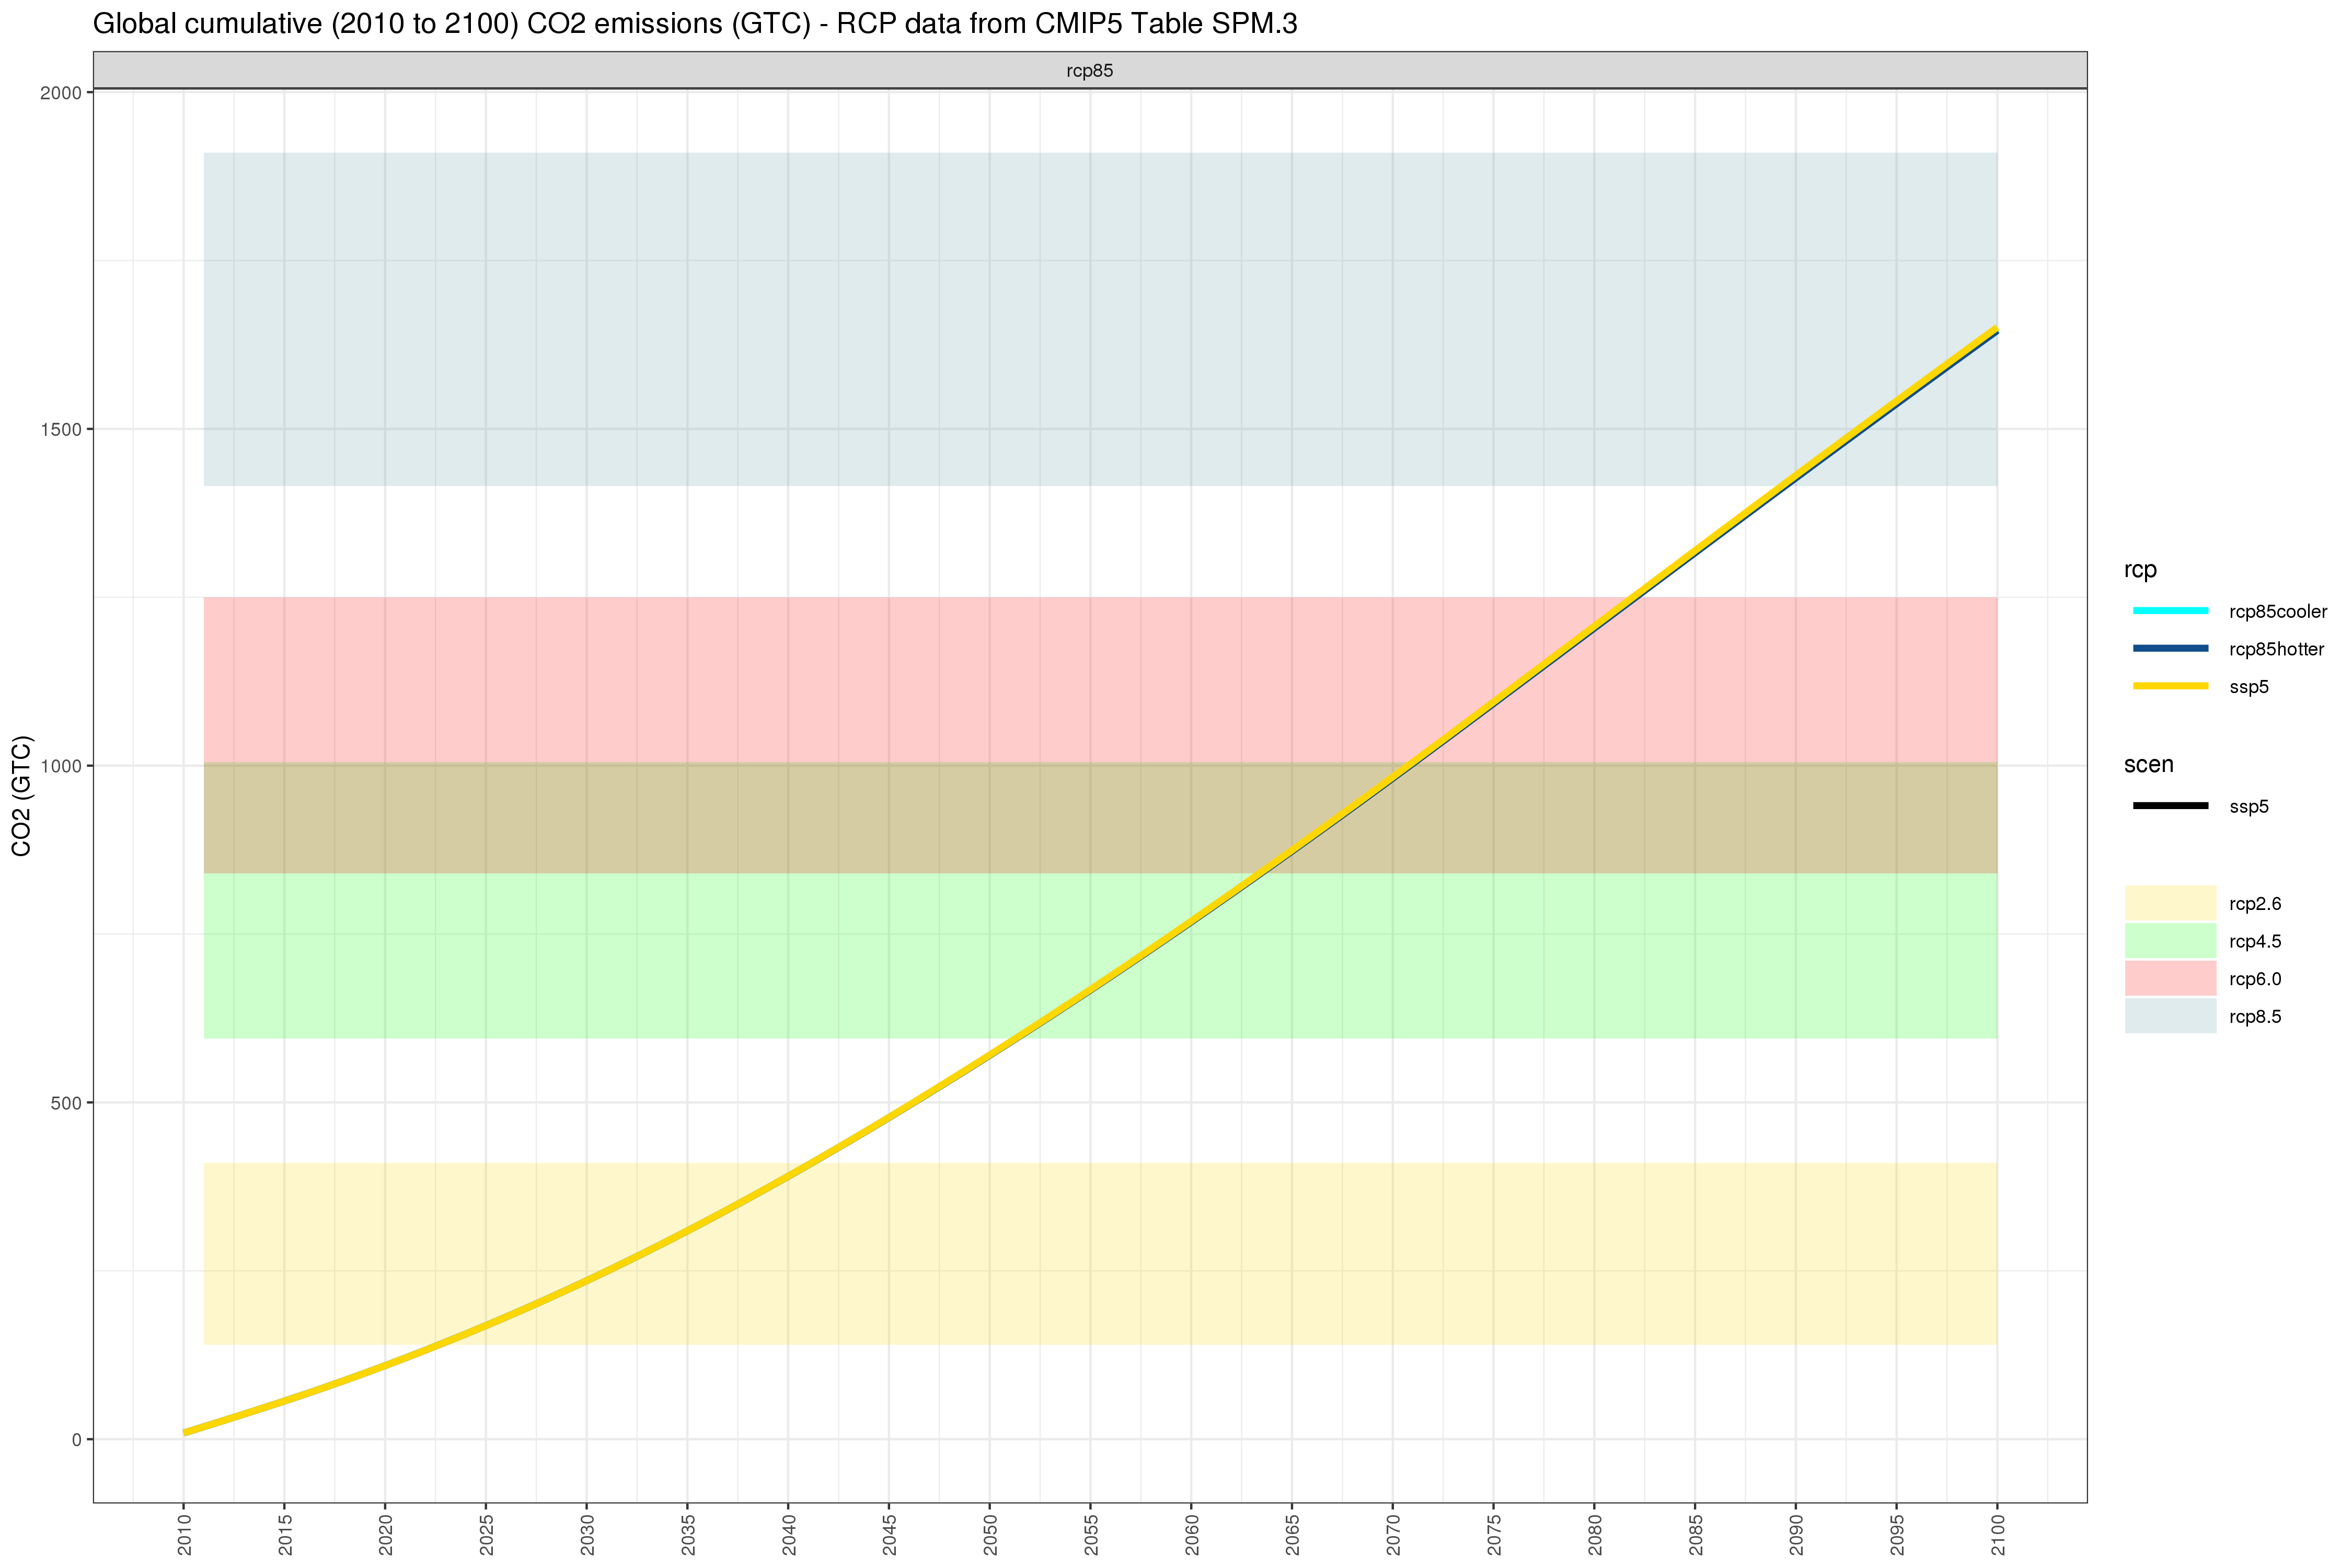 Global cumulative (2010 to 2100) CO2 emissions (GTC) - RCP data from CMIP5 Table SPM.3
rcp85
2000
1500
1000
500
0
CO2 (GTC)
2010
2015
2020
2025
2030
2035
2040
2045
2050
2055
2060
2065
2070
2075
2080
2085
2090
2095
2100
rcp
rcp85cooler
rcp85hotter
ssp5
scen
ssp5
rcp2.6
rcp4.5
rcp6.0
rcp8.5